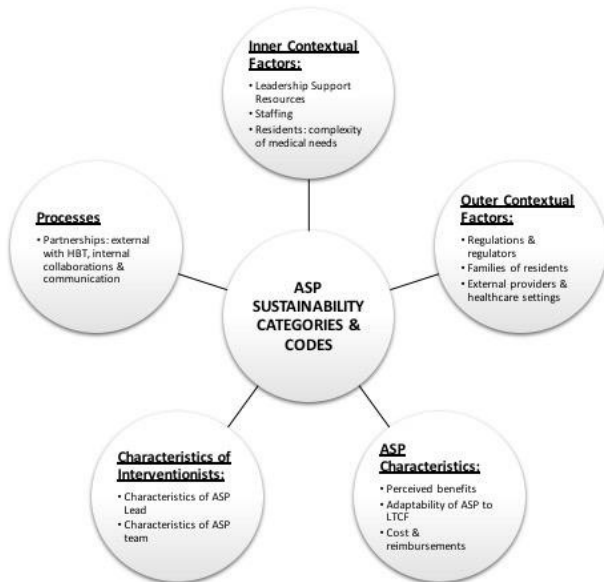 Inner Contextual
Factors:
• Leadership Support
Resources
• Staffing
• Residents: complexity
of medical needs
Processes
• Partnerships: external
with HBT, internal
collaborations &
communication
Outer Contextual
Factors:
• Regulations &
regulators
• Families of residents
• External providers &
healthcare settings
ASP
SUSTAINABILITY
CATEGORIES &
CODES
Characteristics of
Interventionists:
• Characteristics of ASP
Lead
• Characteristics of ASP
team
ASP
Characteristics:
• Perceived benefits
• Adaptability of ASP to
LTCF
• Cost &
reimbursements